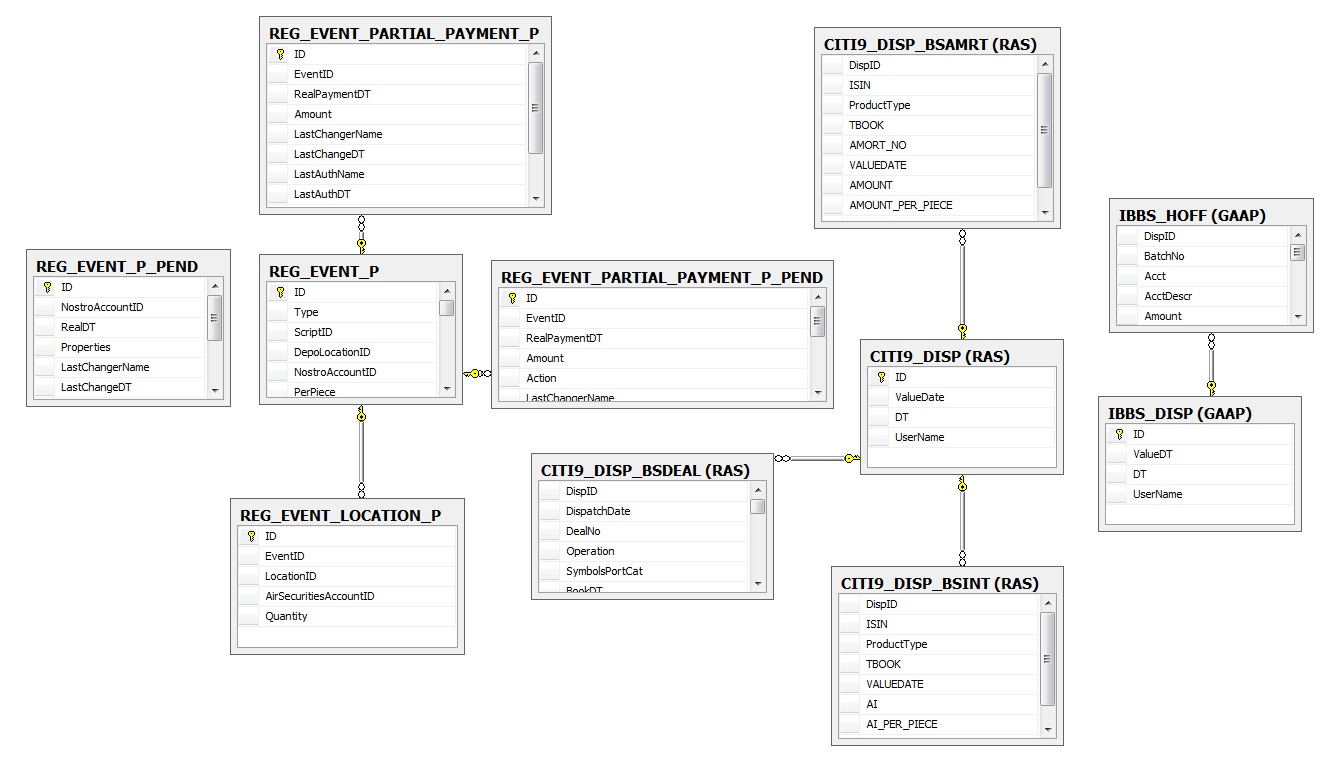 REG_EVENT_PARTIAL_PAYMENT_P
ID
EventID
RealPaymentDT
Amount
LastChangerName
LastChangeDT
LastAuthName
LastAuthDT
CITI9_DISP_BSAMRT (RAS)
DispID
ISIN
ProductType
TBOOK
AMORT_NO
VALUEDATE
AMOUNT
AMOUNT_PER_PIECE
IBBS_HOFF (GAAP)
DispID
BatchNo
Acct
AcctDescr
Amount
REG_EVENT_P_PEND
ID
NostroAccountID
RealDT
Properties
LastChangerName
LastChangeDT
REG_EVENT_P
ID
Type
ScriptID
DepoLocationID
NostroAccountID
PerPiece
REG_EVENT_PARTIAL_PAYMENT_P_PEND
ID
EventID
RealPaymentDT
Amount
Action
LastChangerName
CITI9_DISP (RAS)
ID
ValueDate
DT
UserName
IBBS_DISP (GAAP)
ID
ValueDT
DT
UserName
CITI9_DISP_BSDEAL (RAS)
DispID
DispatchDate
DealNo
Operation
SymbolsPortCat
BookDT
REG_EVENT_LOCATION_P
ID
EventID
LocationID
AirSecuritiesAccountID
Quantity
CITI9_DISP_BSINT (RAS)
DispID
ISIN
ProductType
TBOOK
VALUEDATE
AI
AI_PER_PIECE